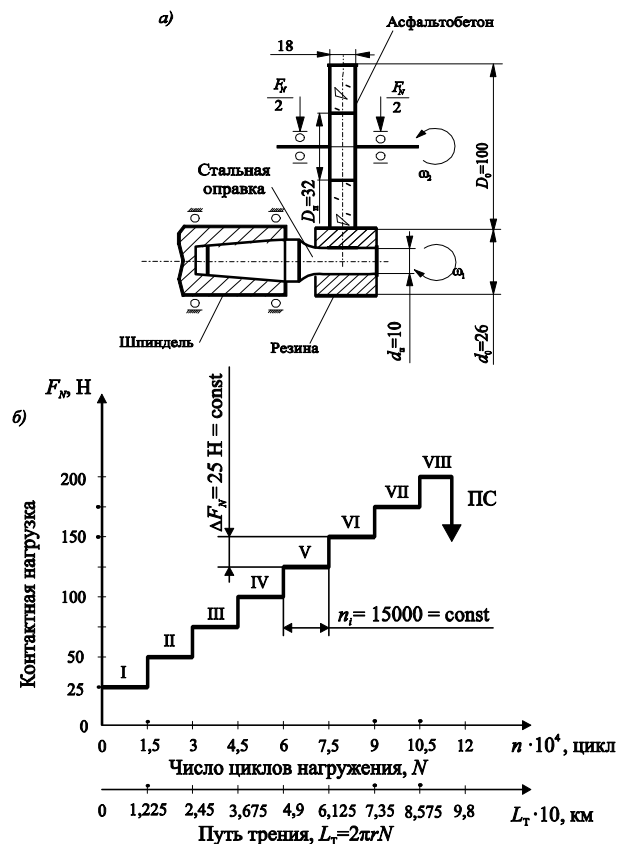 а)
Асфальтобетон
18
F_N/2
F_N/2
Стальная
оправка
D_п=32
D_0=100
ω_2
ω_1
Шпиндель
Резина
d_п=10
d_0=26
б)
F_N, Н
Контактная нагрузка
200
150
100
50
25
0
ΔF_N = 25 Н = const
I
II
III
IV
V
VI
VII
VIII
ПС
n_i = 15000 = const
0 1,5 3 4,5 6 7,5 9 10,5 12 n·10⁴, цикл
Число циклов нагружения, N
0 1,225 2,45 3,675 4,9 6,125 7,35 8,575 9,8 L_T·10, км
Путь трения, L_T=2πrN